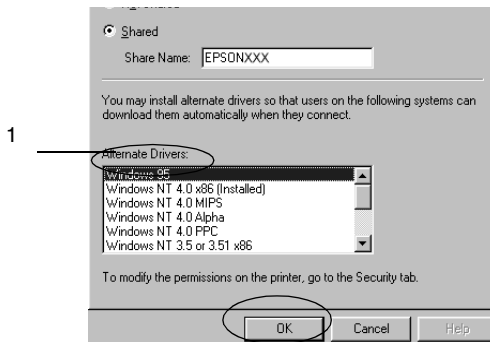 Shared
Share Name: EPSONXXX
You may install alternate drivers so that users on the following systems can
download them automatically when they connect.
1
Alternate Drivers:
Windows 95
Windows NT 4.0 x86 (Installed)
Windows NT 4.0 MIPS
Windows NT 4.0 Alpha
Windows NT 4.0 PPC
Windows NT 3.5 or 3.51 x86
To modify the permissions on the printer, go to the Security tab.
OK Cancel Help